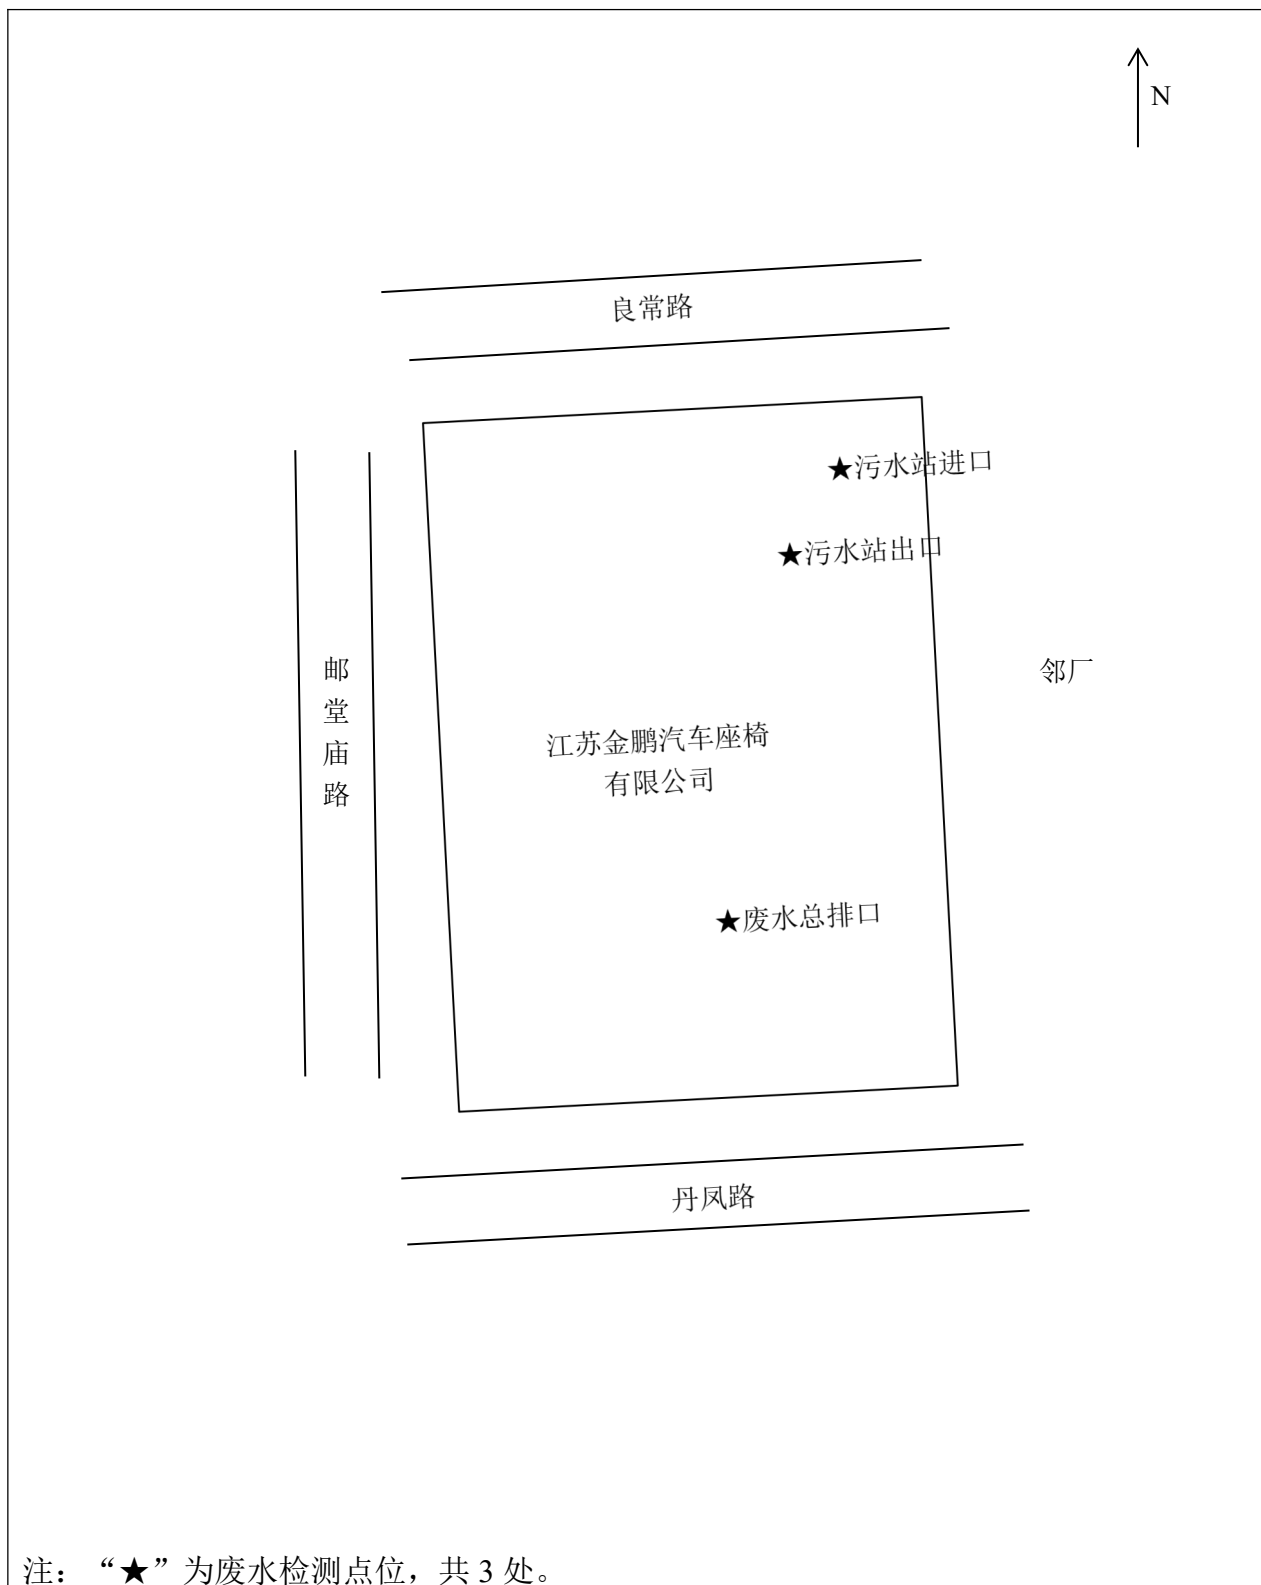 N
良常路
★污水站进口
★污水站出口
邮
堂
庙
路
邻厂
江苏金鹏汽车座椅
有限公司
★废水总排口
丹凤路
注：“★”为废水检测点位，共 3 处。